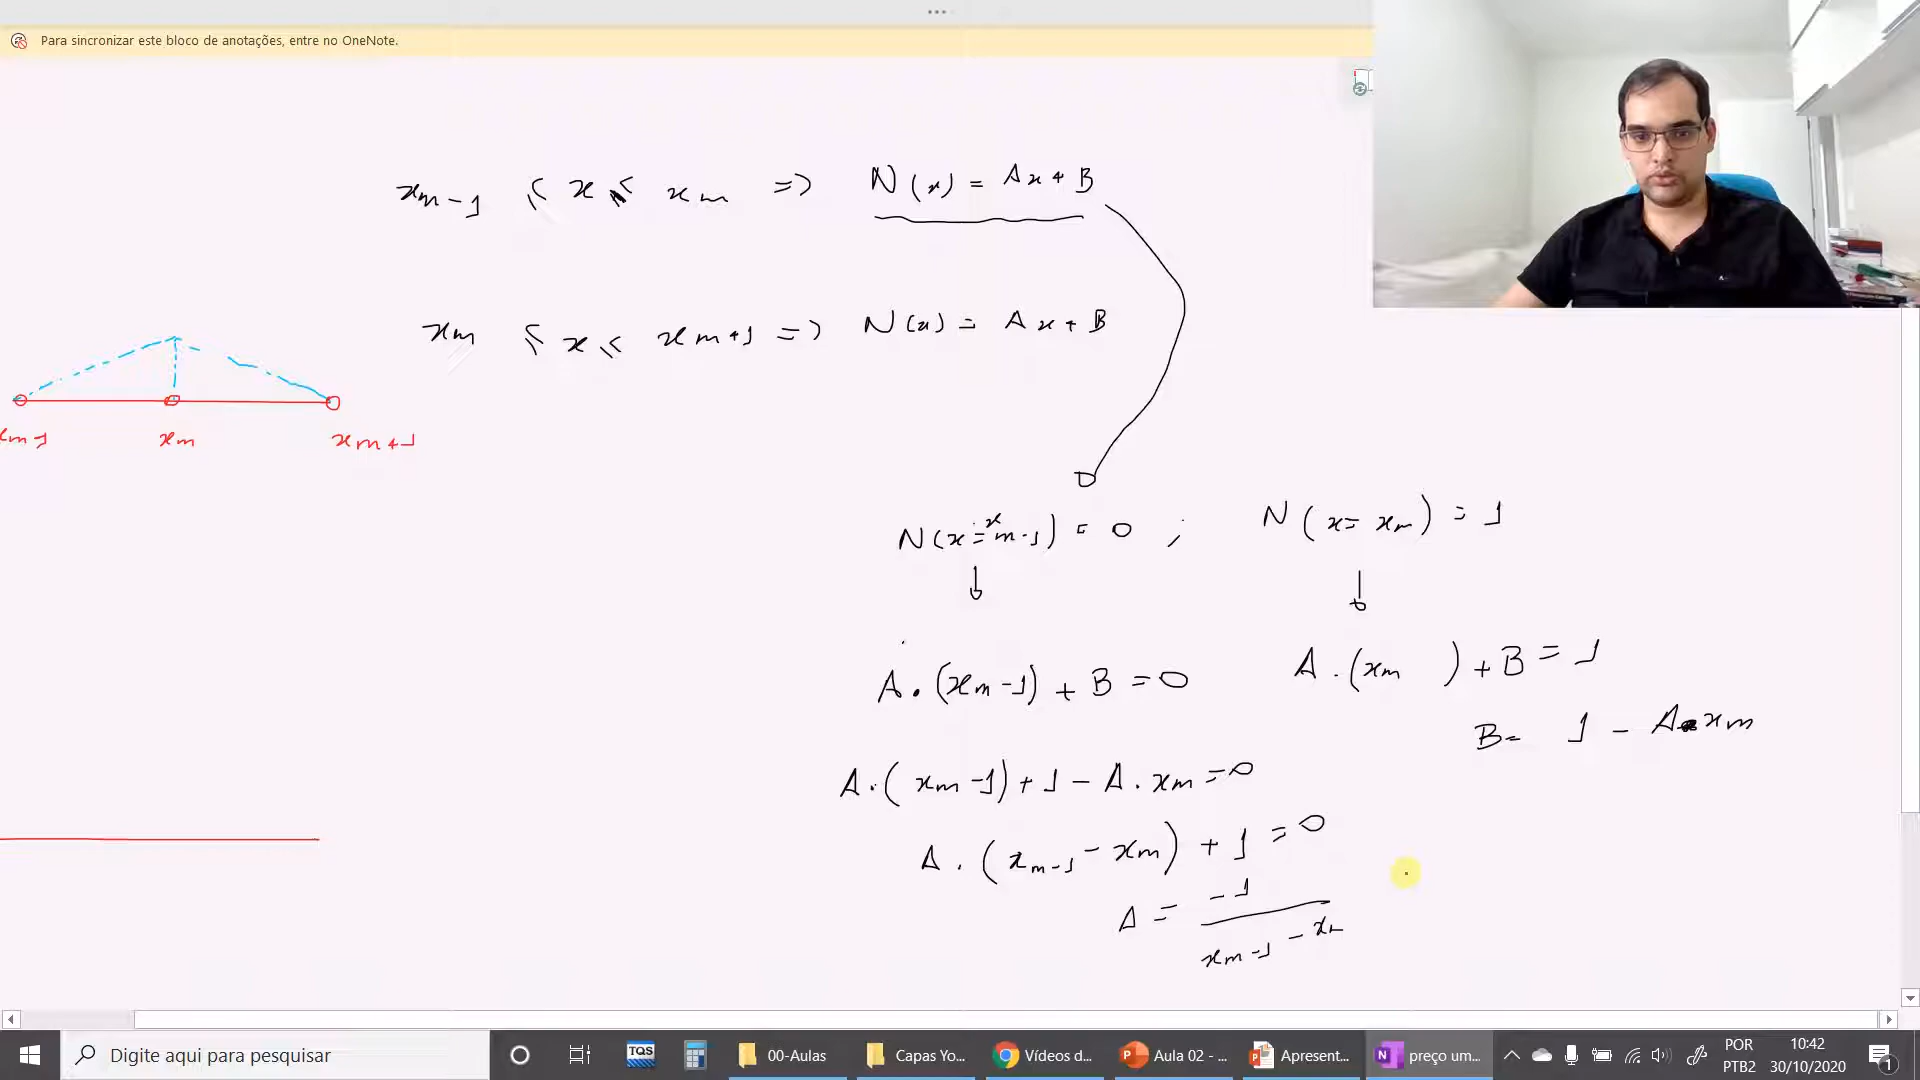 Para sincronizar este bloco de anotações, entre no OneNote.
xm-1 ≤ x ≤ xm => N(x) = Ax + B
xm ≤ x ≤ xm+1 => N(x) = Ax + B
xm-1 xm xm+1
N(x=xm-1) = 0 ; N(x=xm) = 1
A.(xm-1) + B = 0 A.(xm ) + B = 1
B = 1 - A.xm
A.(xm-1) + 1 - A.xm = 0
A.(xm-1 - xm) + 1 = 0
A = -1
xm-1 - xm
Digite aqui para pesquisar
TQS
00-Aulas
Capas Yo...
Vídeos d...
Aula 02 - ...
Apresent...
preço um...
POR
PTB2
10:42
30/10/2020
1